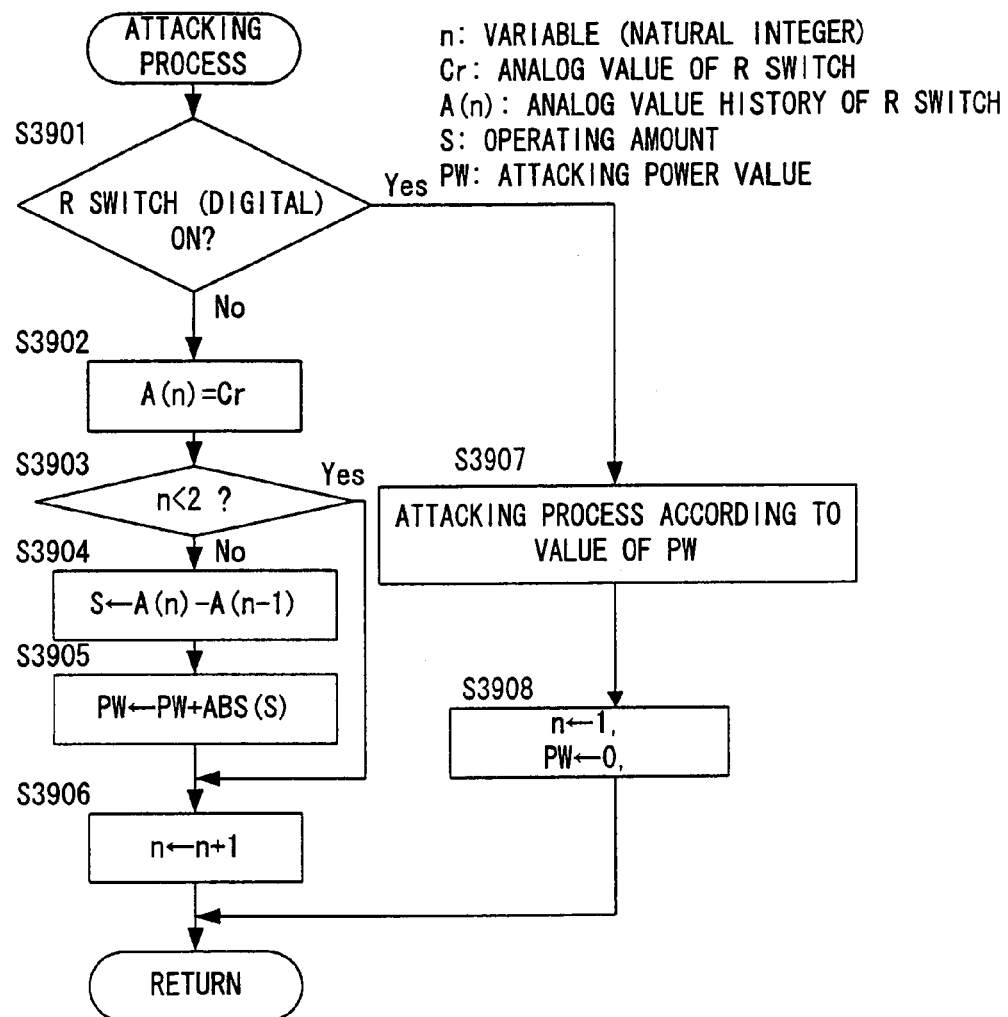 ATTACKING
PROCESS
n: VARIABLE (NATURAL INTEGER)
Cr: ANALOG VALUE OF R SWITCH
A(n): ANALOG VALUE HISTORY OF R SWITCH
S: OPERATING AMOUNT
PW: ATTACKING POWER VALUE
S3901
R SWITCH (DIGITAL)
ON?
Yes
No
S3902
A(n)=Cr
S3903
n<2 ?
Yes
No
S3904
S←A(n)-A(n-1)
S3905
PW←PW+ABS(S)
S3906
n←n+1
S3907
ATTACKING PROCESS ACCORDING TO
VALUE OF PW
S3908
n←1,
PW←0,
RETURN